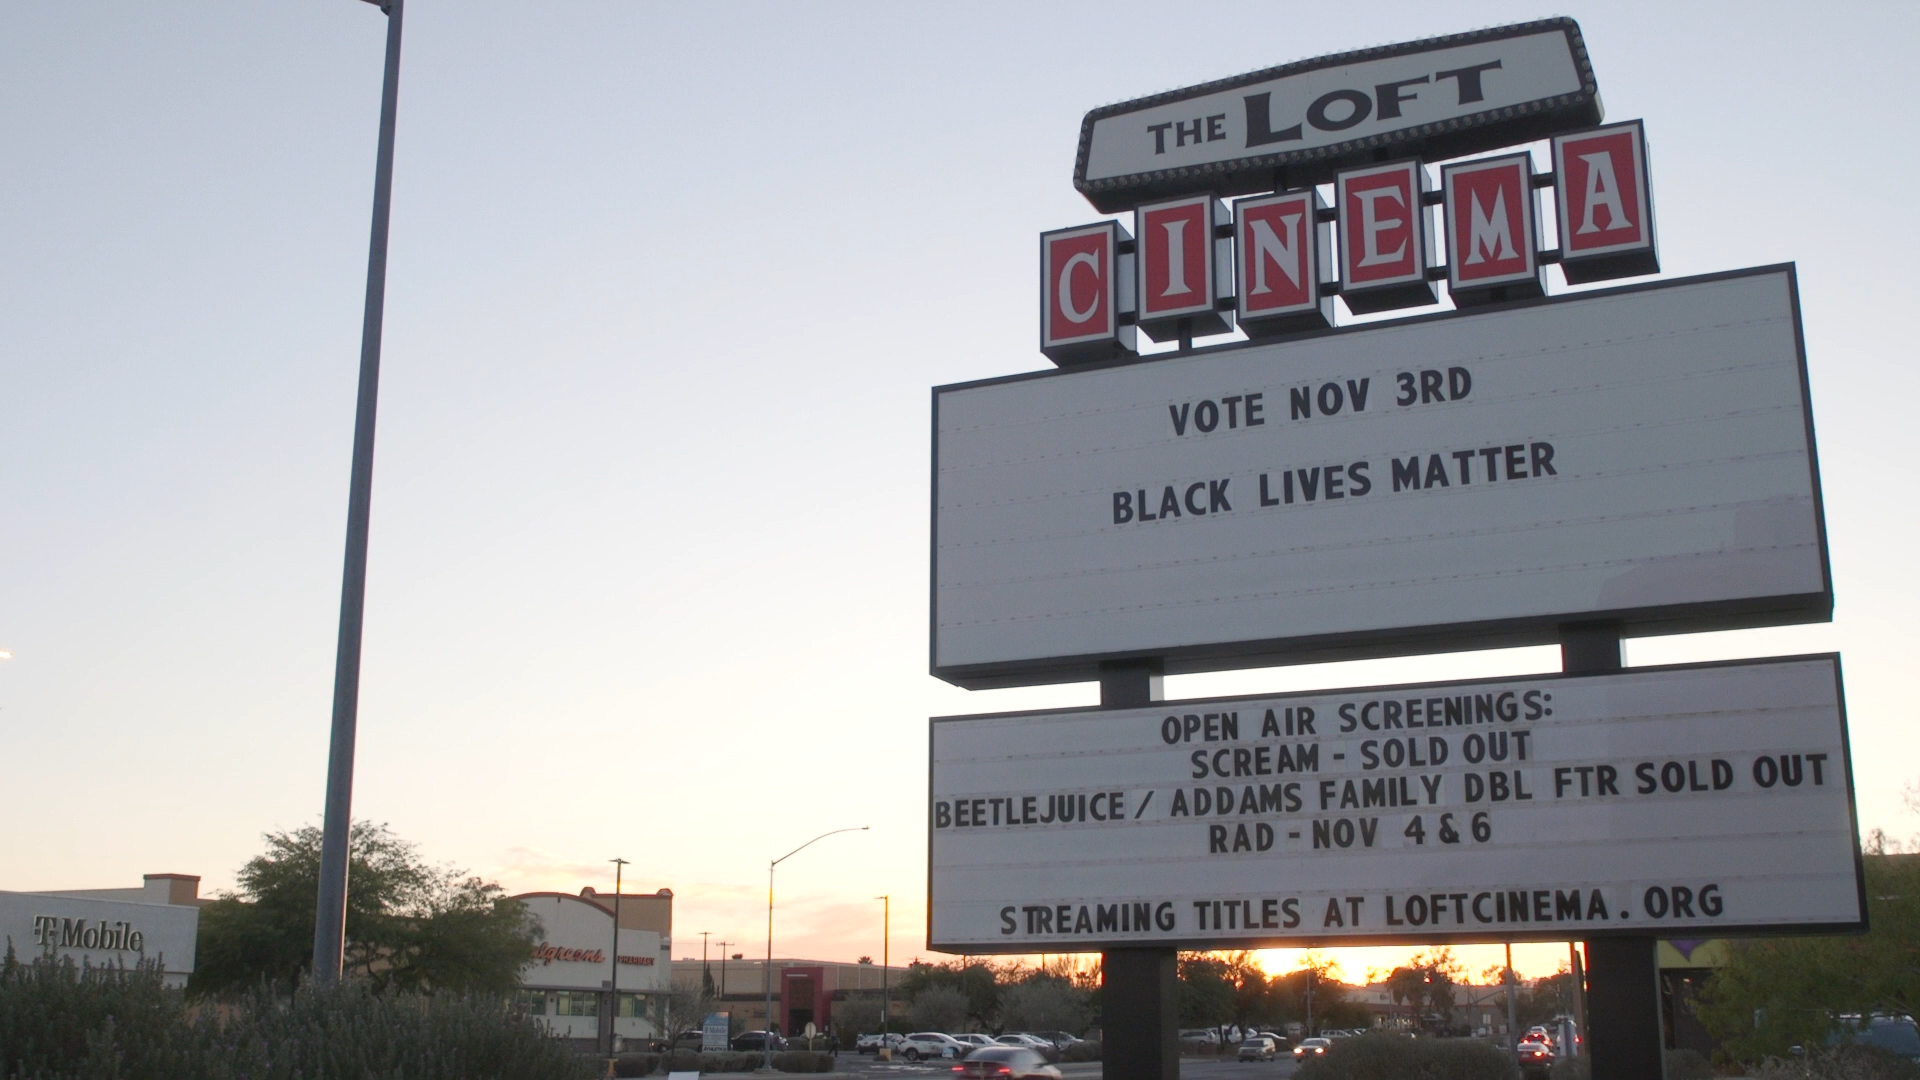 THE LOFT
CINEMA
VOTE NOV 3RD
BLACK LIVES MATTER
OPEN AIR SCREENINGS:
SCREAM - SOLD OUT
BEETLEJUICE / ADDAMS FAMILY DBL FTR SOLD OUT
RAD - NOV 4 & 6
STREAMING TITLES AT LOFTCINEMA.ORG
T-Mobile
PHARMACY